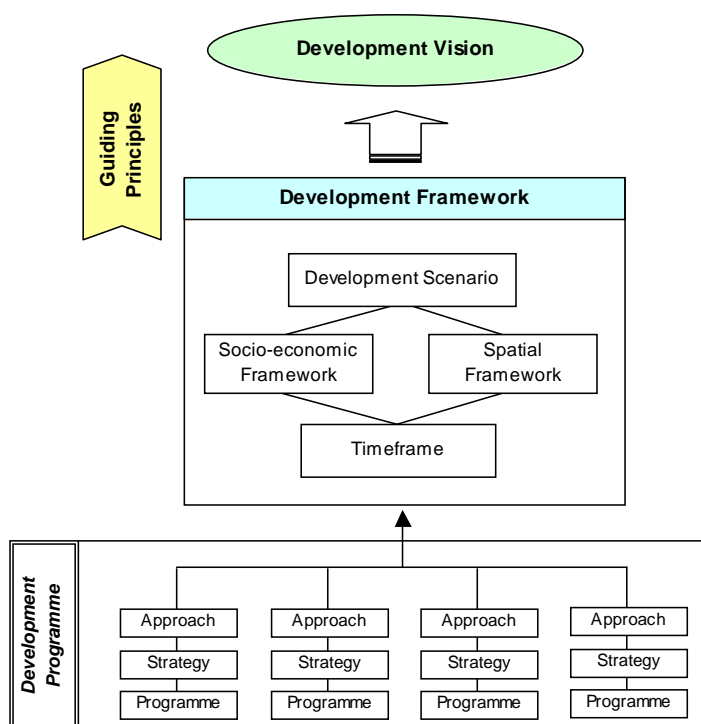 Development Vision
Guiding
Principles
Development Framework
Development Scenario
Socio-economic
Framework
Spatial
Framework
Timeframe
Development
Programme
Approach
Strategy
Programme
Approach
Strategy
Programme
Approach
Strategy
Programme
Approach
Strategy
Programme